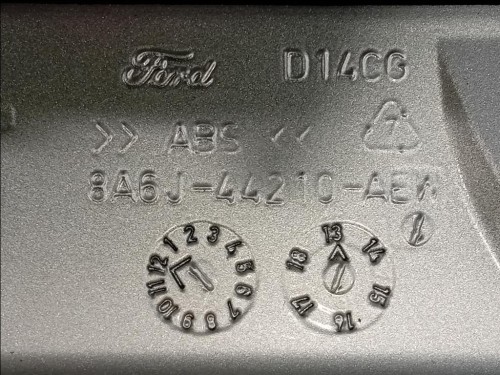 Ford D14CG
>> ABS << 7
8A6J-44210-AEW
1 2 3 4 5 6 7 8 9 10 11 12
13 14 15 16 17 18